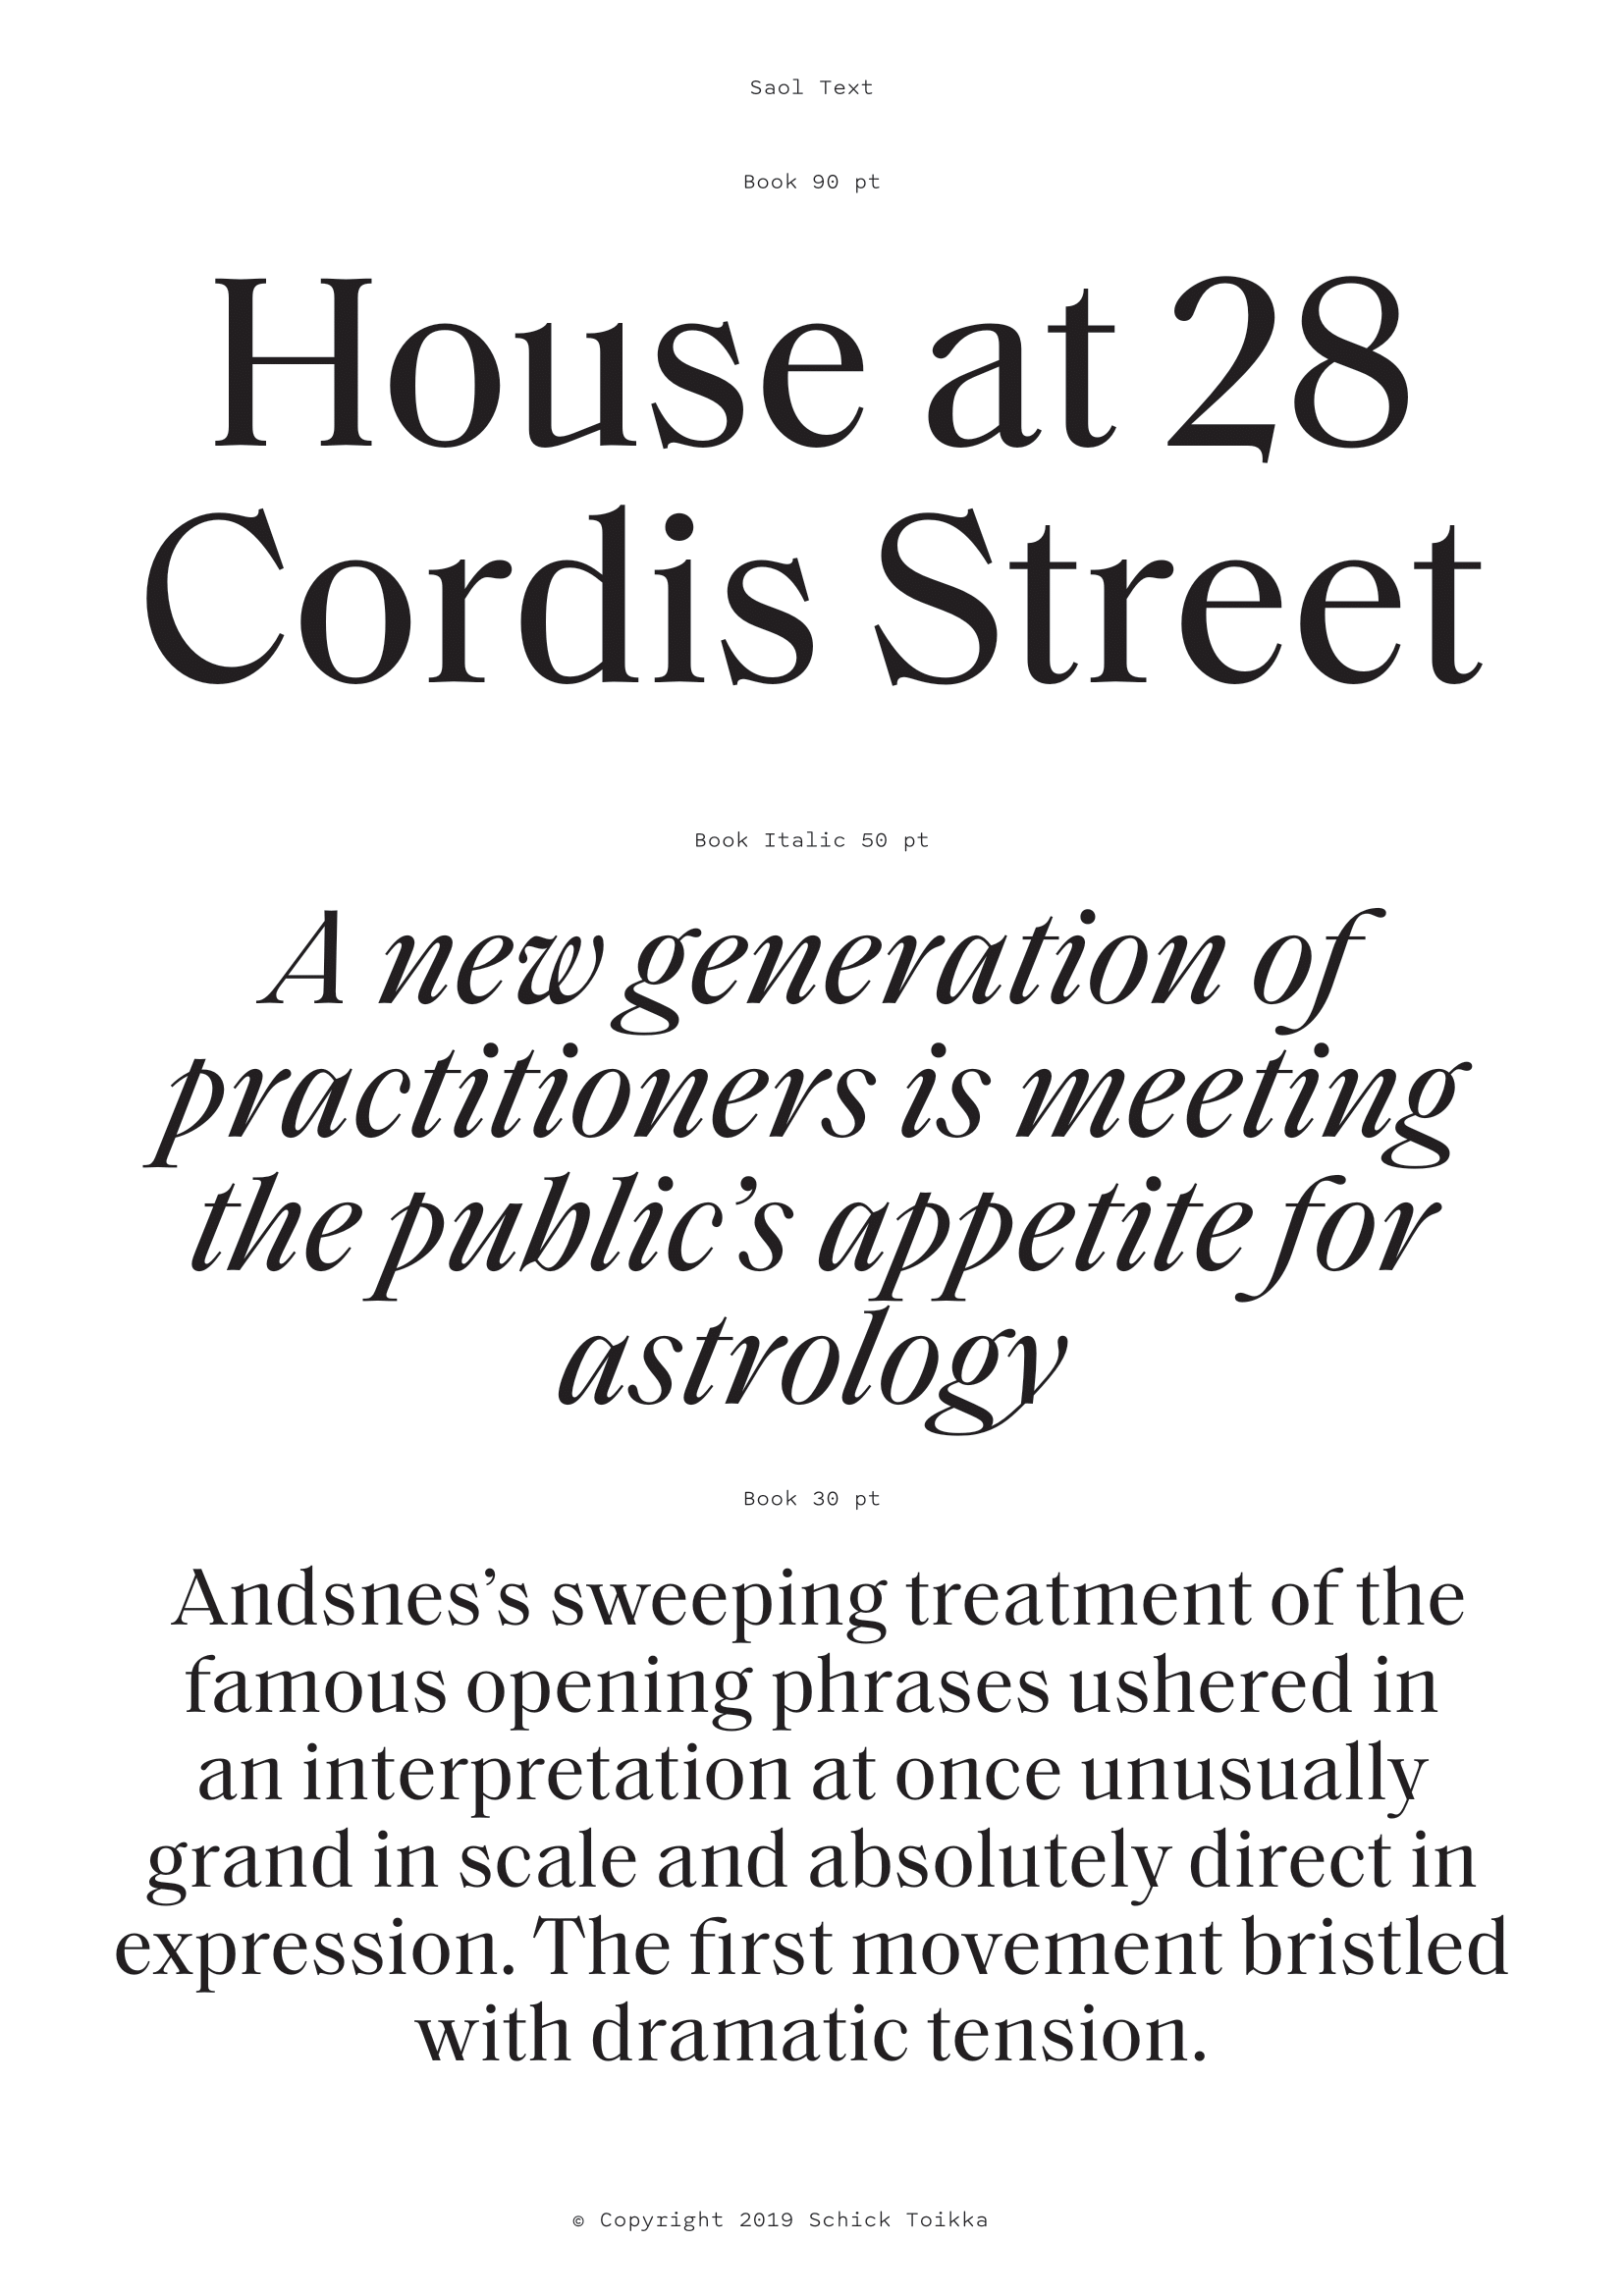 Saol Text
Book 90 pt
House at 28
Cordis Street
Book Italic 50 pt
A new generation of
practitioners is meeting
the public’s appetite for
astrology
Book 30 pt
Andsnes’s sweeping treatment of the
famous opening phrases ushered in
an interpretation at once unusually
grand in scale and absolutely direct in
expression. The first movement bristled
with dramatic tension.
© Copyright 2019 Schick Toikka